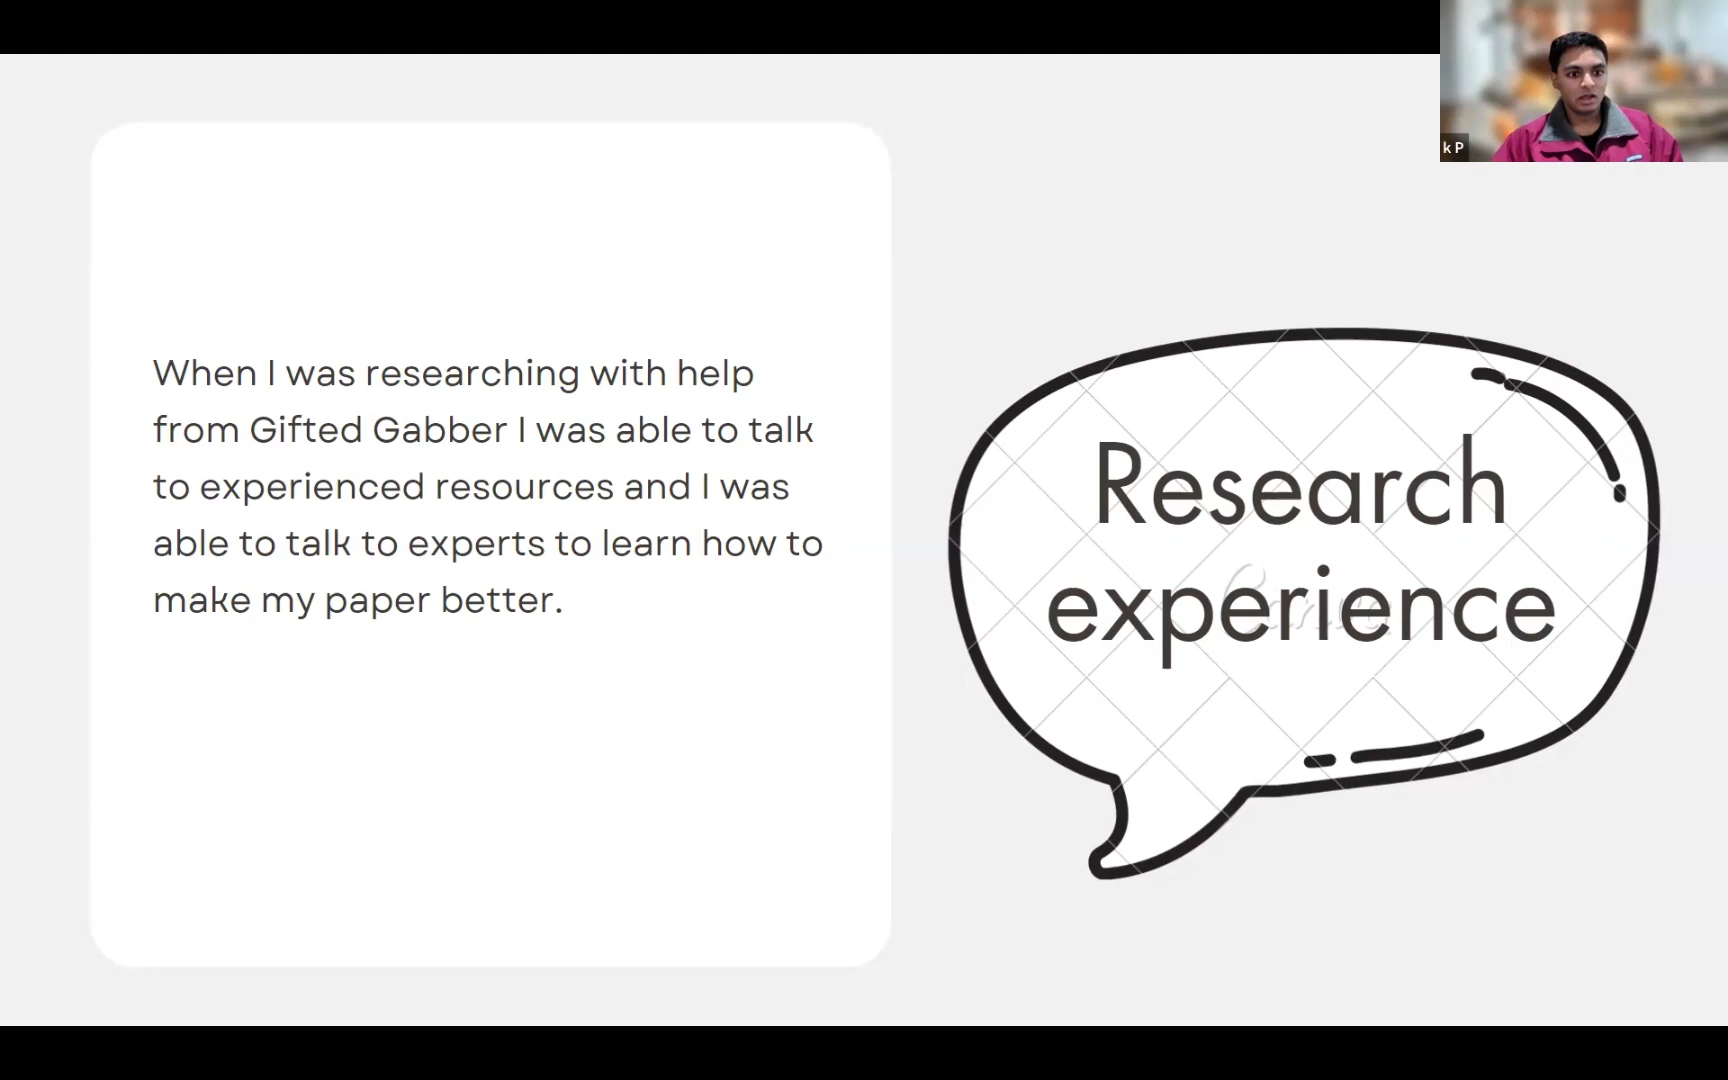 When I was researching with help
from Gifted Gabber I was able to talk
to experienced resources and I was
able to talk to experts to learn how to
make my paper better.
Research
experience
Canva
k P